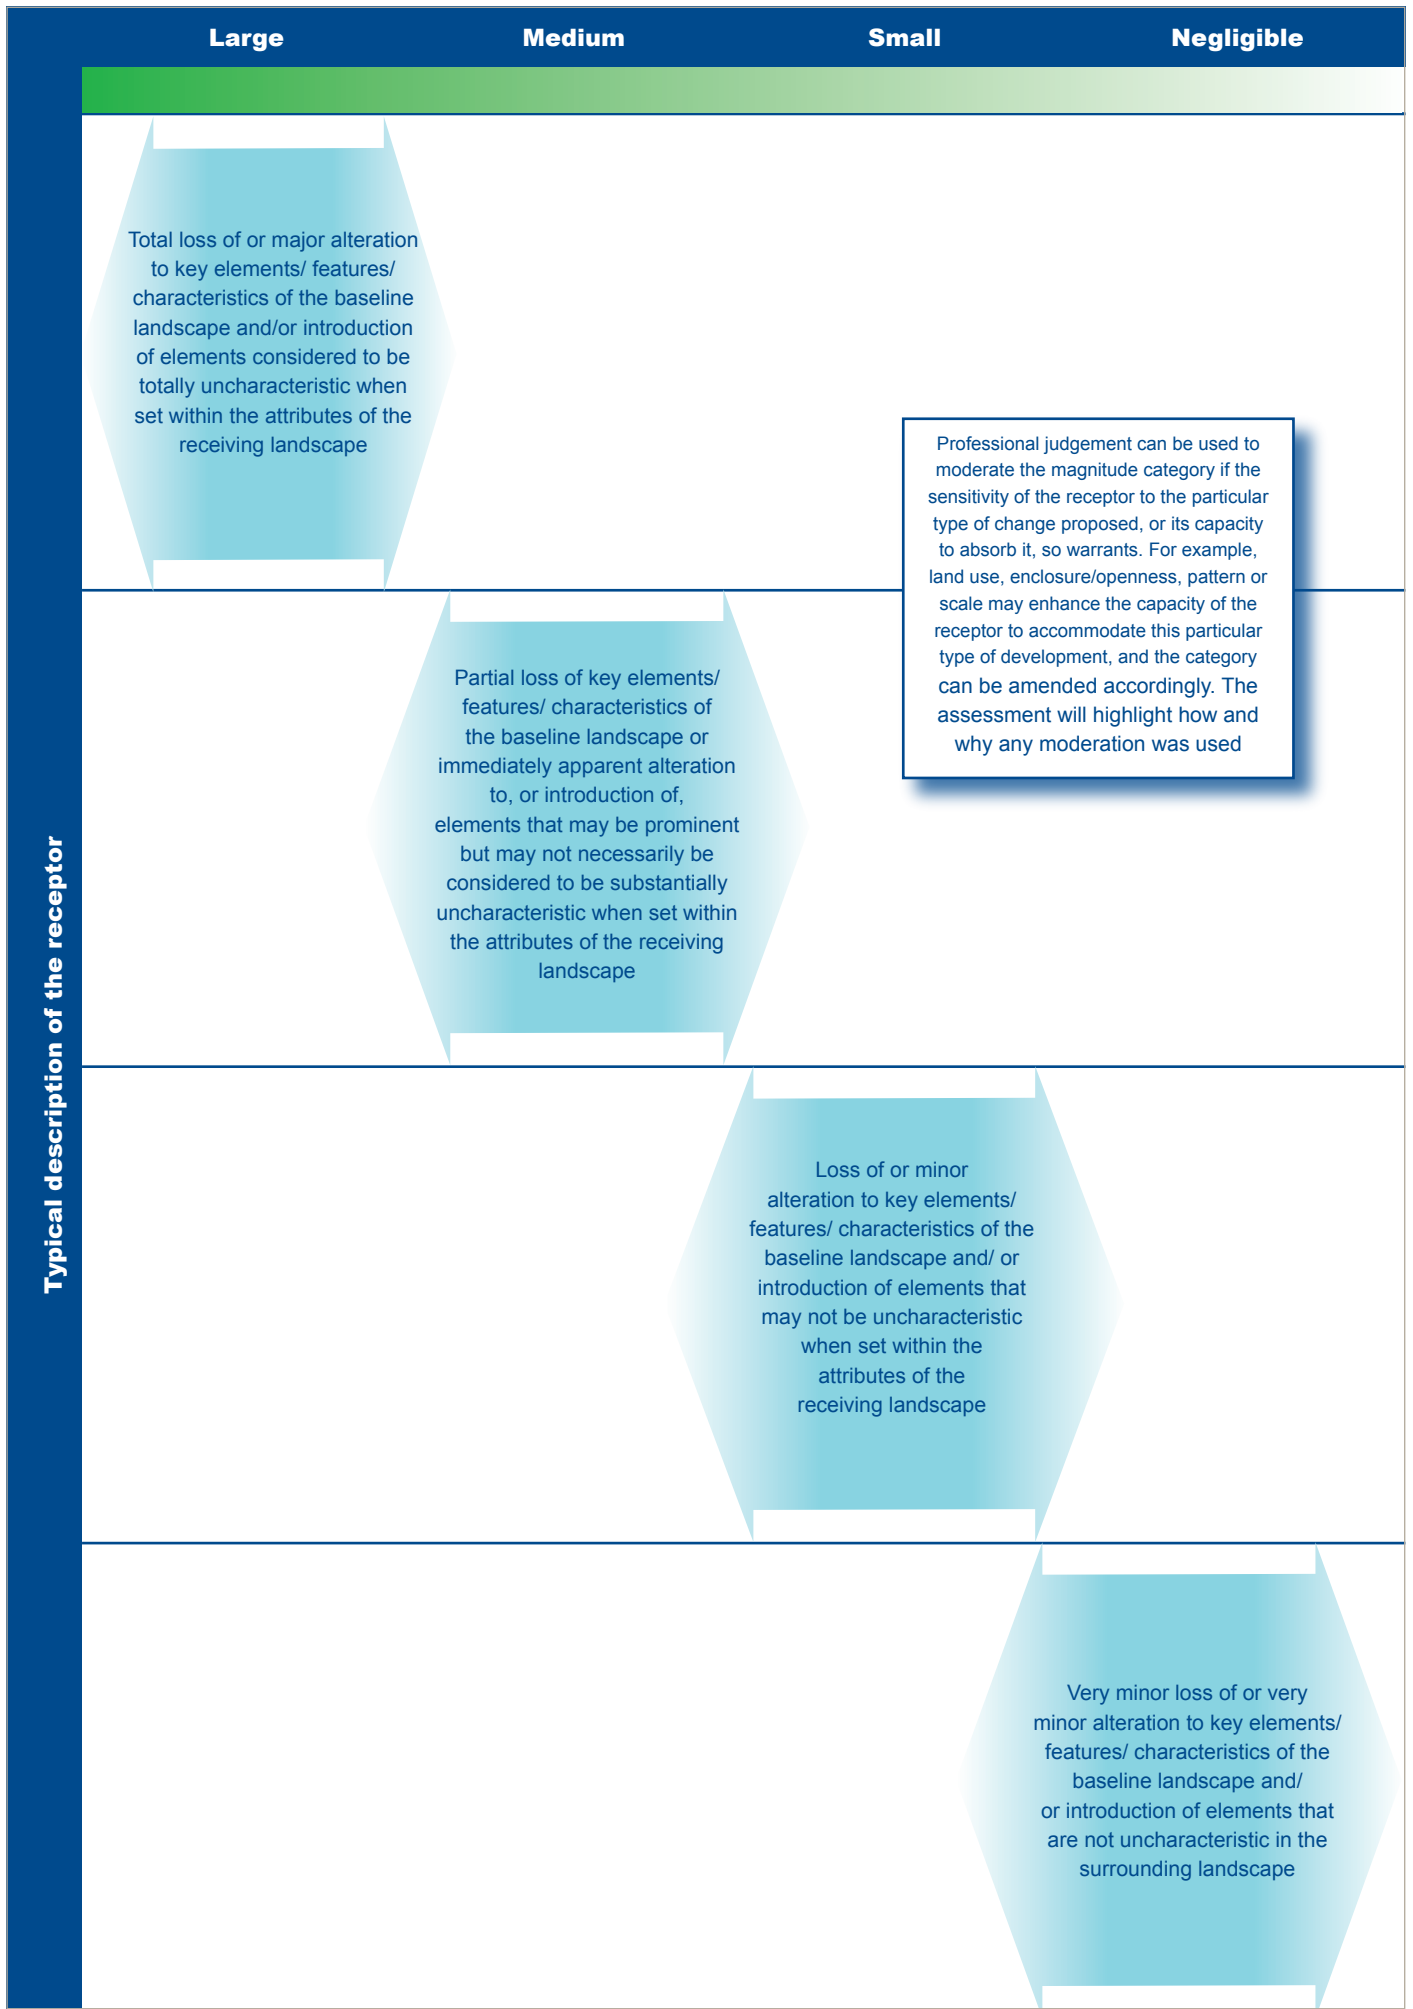 Large
Medium
Small
Negligible
Typical description of the receptor
Total loss of or major alteration
to key elements/ features/
characteristics of the baseline
landscape and/or introduction
of elements considered to be
totally uncharacteristic when
set within the attributes of the
receiving landscape
Professional judgement can be used to
moderate the magnitude category if the
sensitivity of the receptor to the particular
type of change proposed, or its capacity
to absorb it, so warrants. For example,
land use, enclosure/openness, pattern or
scale may enhance the capacity of the
receptor to accommodate this particular
type of development, and the category
can be amended accordingly. The
assessment will highlight how and
why any moderation was used
Partial loss of key elements/
features/ characteristics of
the baseline landscape or
immediately apparent alteration
to, or introduction of,
elements that may be prominent
but may not necessarily be
considered to be substantially
uncharacteristic when set within
the attributes of the receiving
landscape
Loss of or minor
alteration to key elements/
features/ characteristics of the
baseline landscape and/ or
introduction of elements that
may not be uncharacteristic
when set within the
attributes of the
receiving landscape
Very minor loss of or very
minor alteration to key elements/
features/ characteristics of the
baseline landscape and/
or introduction of elements that
are not uncharacteristic in the
surrounding landscape